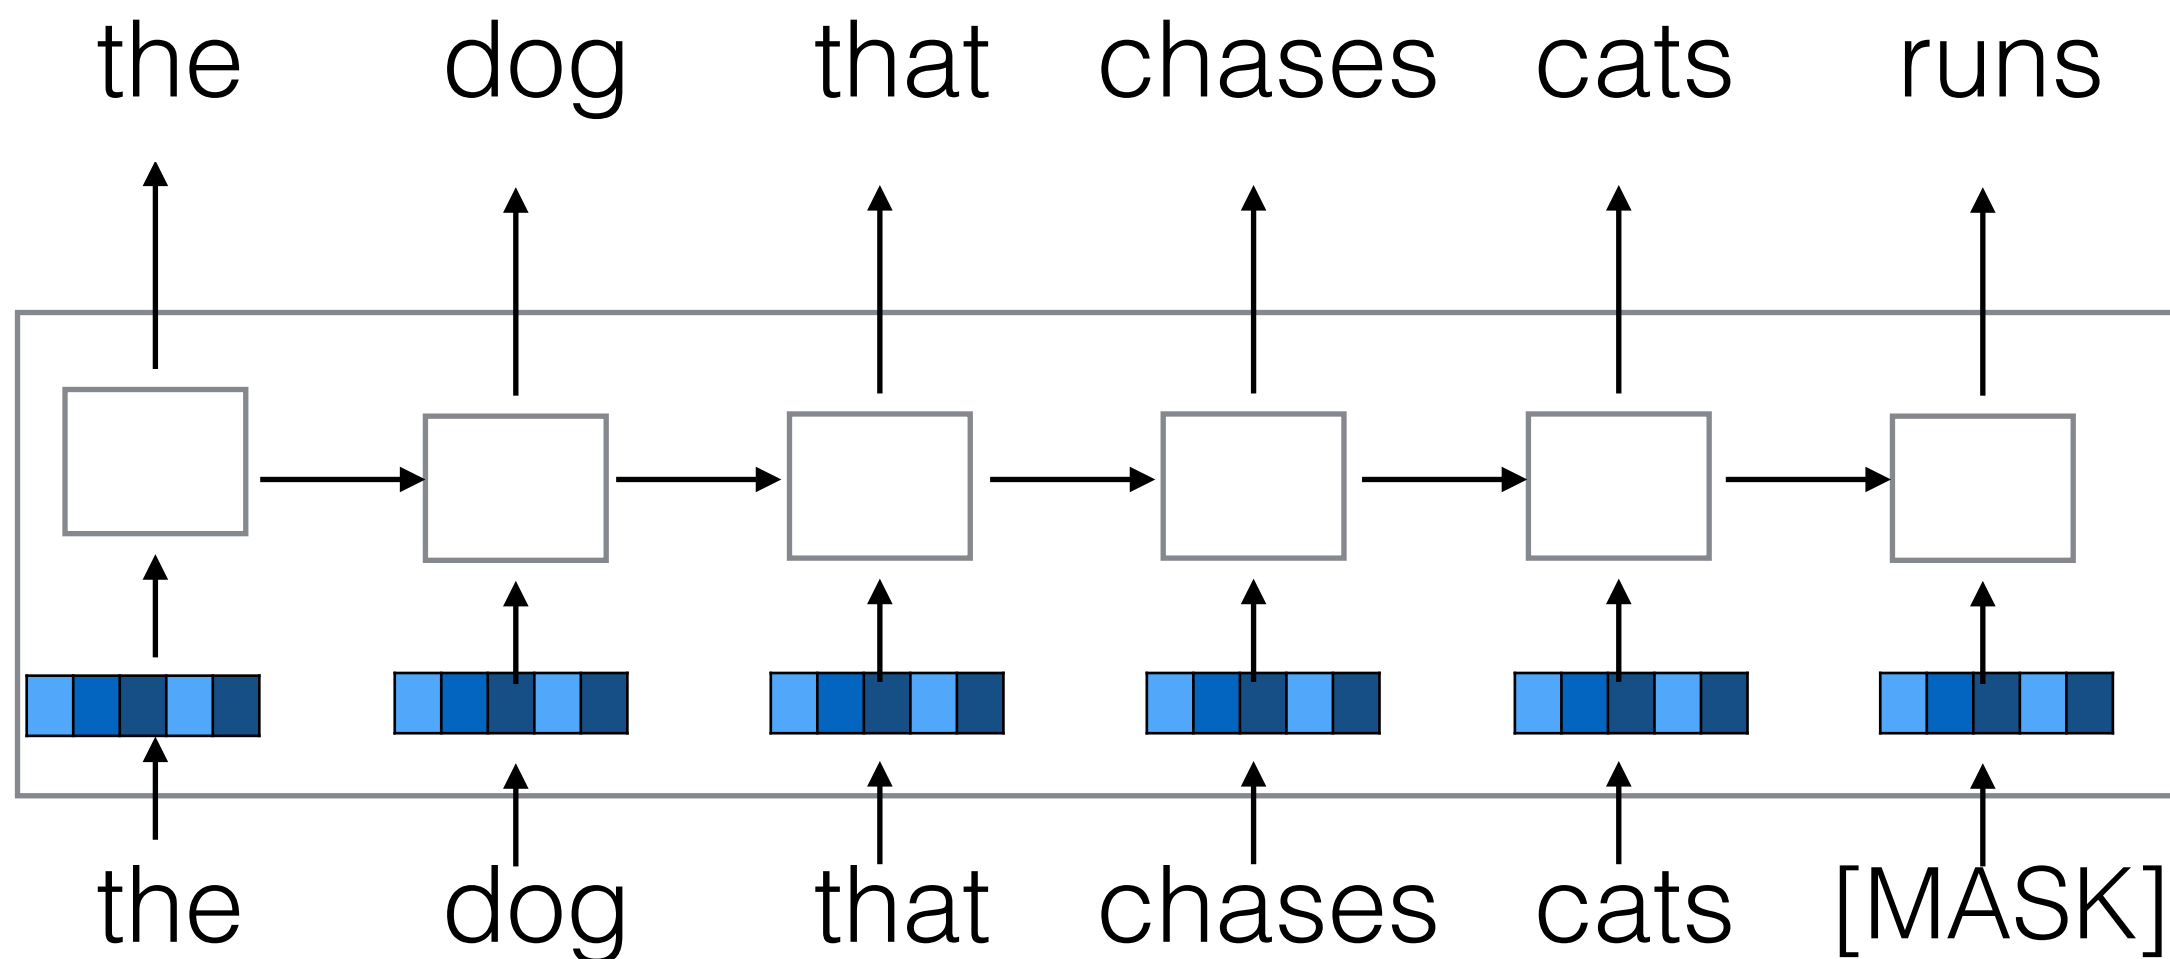 the dog that chases cats runs
the dog that chases cats [MASK]